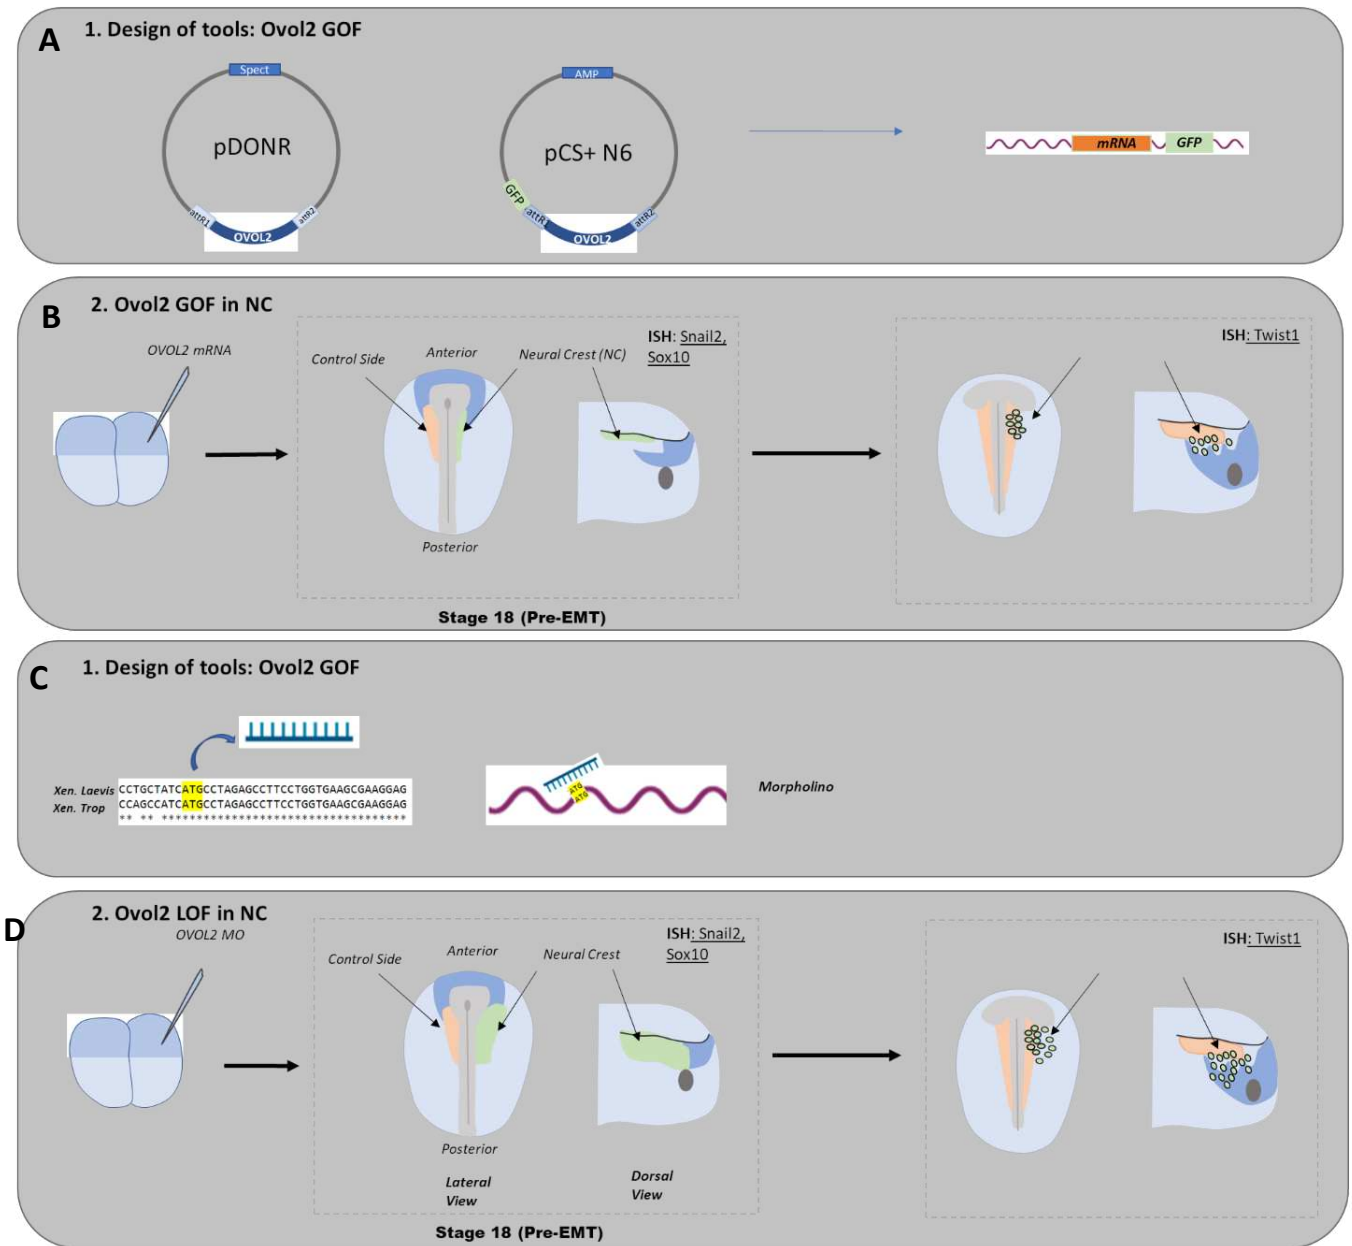 A
1. Design of tools: Ovol2 GOF
Spect
pDONR
attR1
OVOL2
attR2
AMP
pCS+ N6
GFP
attR1
OVOL2
attR2
mRNA
GFP
B
2. Ovol2 GOF in NC
OVOL2 mRNA
Control Side
Anterior
Neural Crest (NC)
ISH: Snail2,
Sox10
Posterior
Stage 18 (Pre-EMT)
ISH: Twist1
C
1. Design of tools: Ovol2 GOF
Xen. Laevis CCTGCTATCATGCCTAGAGCCTTCCTGGTGAAGCGAAGGAG
Xen. Trop CCAGCCATCATGCCTAGAGCCTTCCTGGTGAAGCGAAGGAG
** ** ***********************************
ATG
ATG
Morpholino
D
2. Ovol2 LOF in NC
OVOL2 MO
Control Side
Anterior
Neural Crest
ISH: Snail2,
Sox10
Posterior
Lateral
View
Dorsal
View
Stage 18 (Pre-EMT)
ISH: Twist1